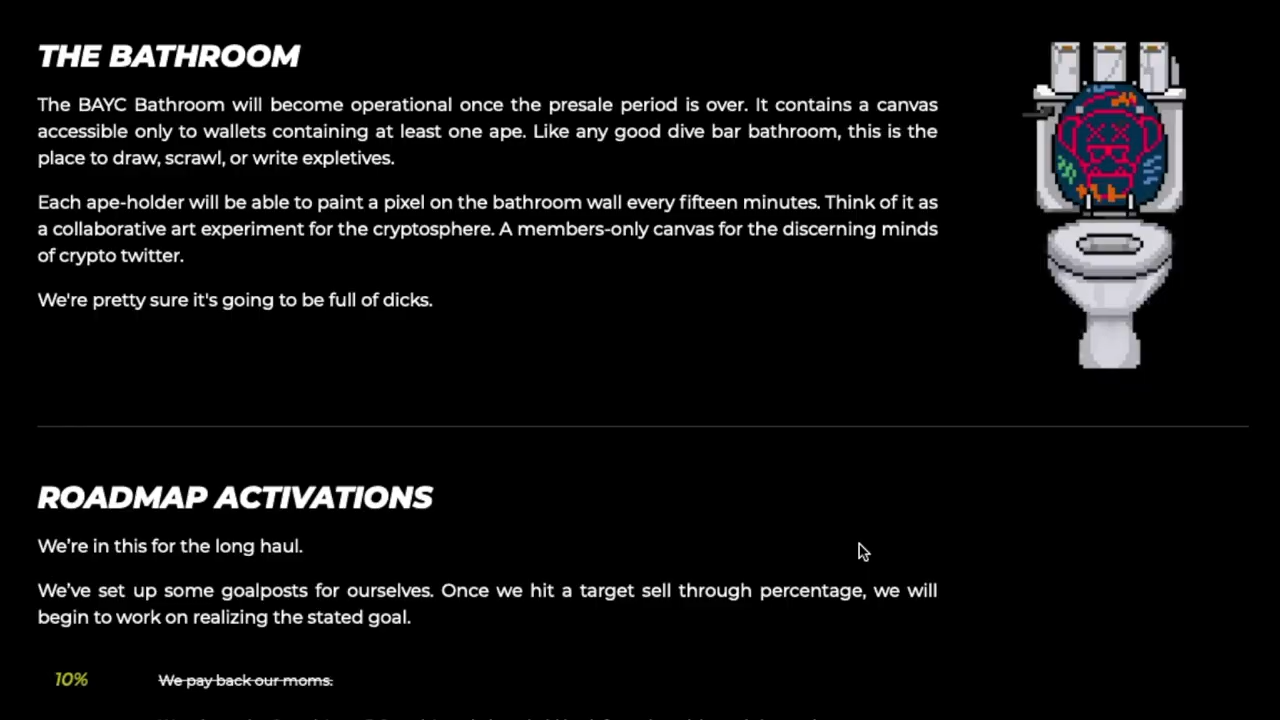 THE BATHROOM
The BAYC Bathroom will become operational once the presale period is over. It contains a canvas
accessible only to wallets containing at least one ape. Like any good dive bar bathroom, this is the
place to draw, scrawl, or write expletives.
Each ape-holder will be able to paint a pixel on the bathroom wall every fifteen minutes. Think of it as
a collaborative art experiment for the cryptosphere. A members-only canvas for the discerning minds
of crypto twitter.
We're pretty sure it's going to be full of dicks.
ROADMAP ACTIVATIONS
We're in this for the long haul.
We've set up some goalposts for ourselves. Once we hit a target sell through percentage, we will
begin to work on realizing the stated goal.
10% We pay back our moms.